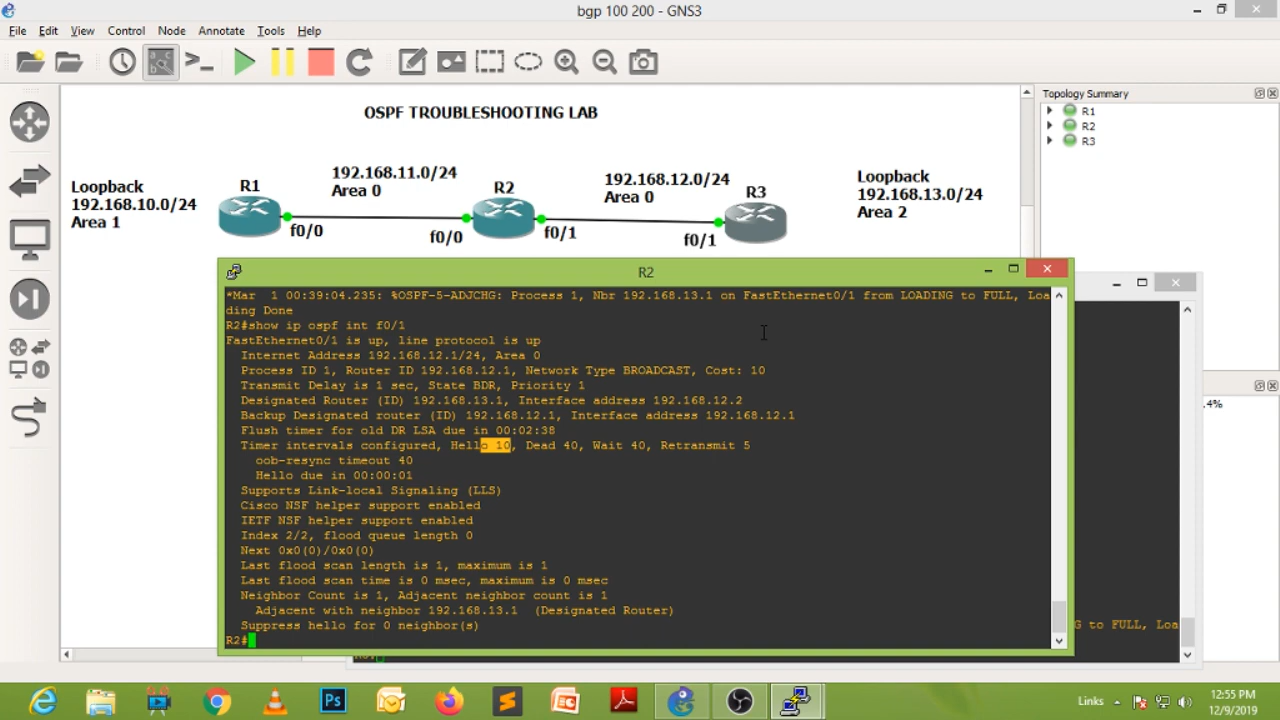 bgp 100 200 - GNS3
File Edit View Control Node Annotate Tools Help
Topology Summary
R1
R2
R3
OSPF TROUBLESHOOTING LAB
Loopback
192.168.10.0/24
Area 1
R1
f0/0
192.168.11.0/24
Area 0
R2
f0/0
f0/1
192.168.12.0/24
Area 0
R3
f0/1
Loopback
192.168.13.0/24
Area 2
R2
*Mar  1 00:39:04.235: %OSPF-5-ADJCHG: Process 1, Nbr 192.168.13.1 on FastEthernet0/1 from LOADING to FULL, Loa
ding Done
R2#show ip ospf int f0/1
FastEthernet0/1 is up, line protocol is up
Internet Address 192.168.12.1/24, Area 0
Process ID 1, Router ID 192.168.12.1, Network Type BROADCAST, Cost: 10
Transmit Delay is 1 sec, State BDR, Priority 1
Designated Router (ID) 192.168.13.1, Interface address 192.168.12.2
Backup Designated router (ID) 192.168.12.1, Interface address 192.168.12.1
Flush timer for old DR LSA due in 00:02:38
Timer intervals configured, Hello 10, Dead 40, Wait 40, Retransmit 5
oob-resync timeout 40
Hello due in 00:00:01
Supports Link-local Signaling (LLS)
Cisco NSF helper support enabled
IETF NSF helper support enabled
Index 2/2, flood queue length 0
Next 0x0(0)/0x0(0)
Last flood scan length is 1, maximum is 1
Last flood scan time is 0 msec, maximum is 0 msec
Neighbor Count is 1, Adjacent neighbor count is 1
Adjacent with neighbor 192.168.13.1  (Designated Router)
Suppress hello for 0 neighbor(s)
R2#
.4%
G to FULL, Loa
Ps
Links
12:55 PM
12/9/2019